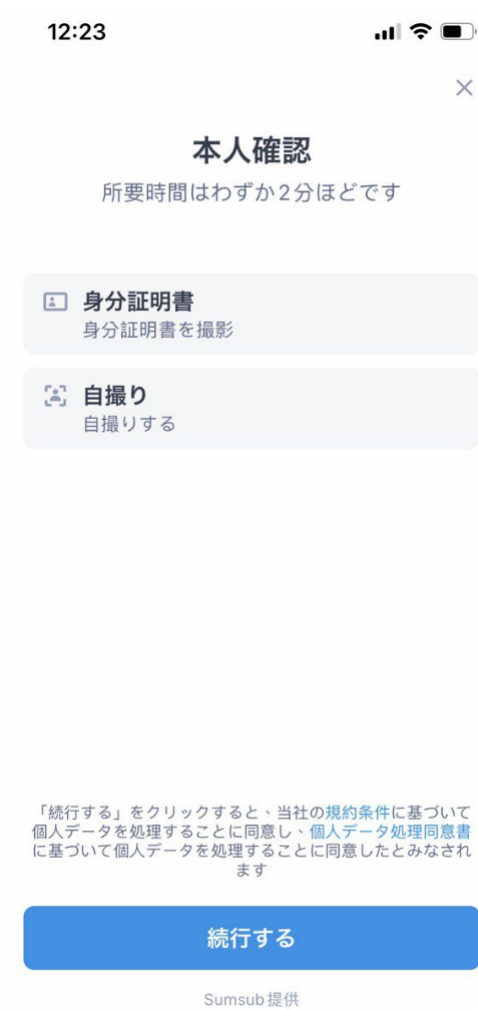 12:23
本人確認
所要時間はわずか2分ほどです
身分証明書
身分証明書を撮影
自撮り
自撮りする
「続行する」をクリックすると、当社の規約条件に基づいて
個人データを処理することに同意し、個人データ処理同意書
に基づいて個人データを処理することに同意したとみなされ
ます
続行する
Sumsub提供